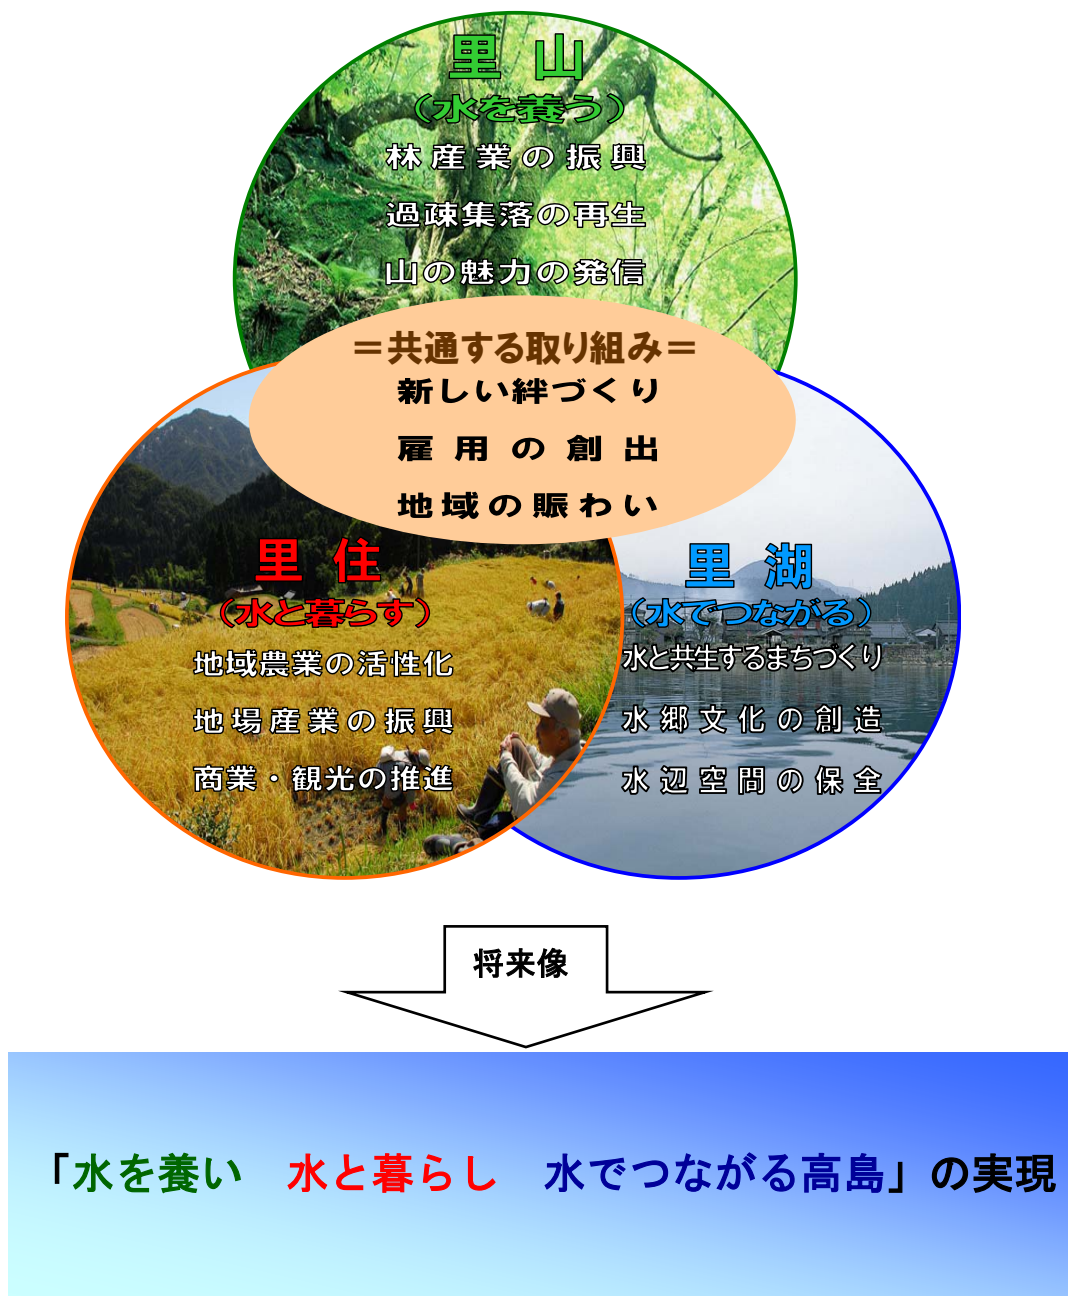 里山
（水を養う）
林産業の振興
過疎集落の再生
山の魅力の発信
＝共通する取り組み＝
新しい絆づくり
雇用の創出
地域の賑わい
里住
（水と暮らす）
地域農業の活性化
地場産業の振興
商業・観光の推進
里湖
（水でつながる）
水と共生するまちづくり
水郷文化の創造
水辺空間の保全
将来像
「水を養い　水と暮らし　水でつながる高島」の実現